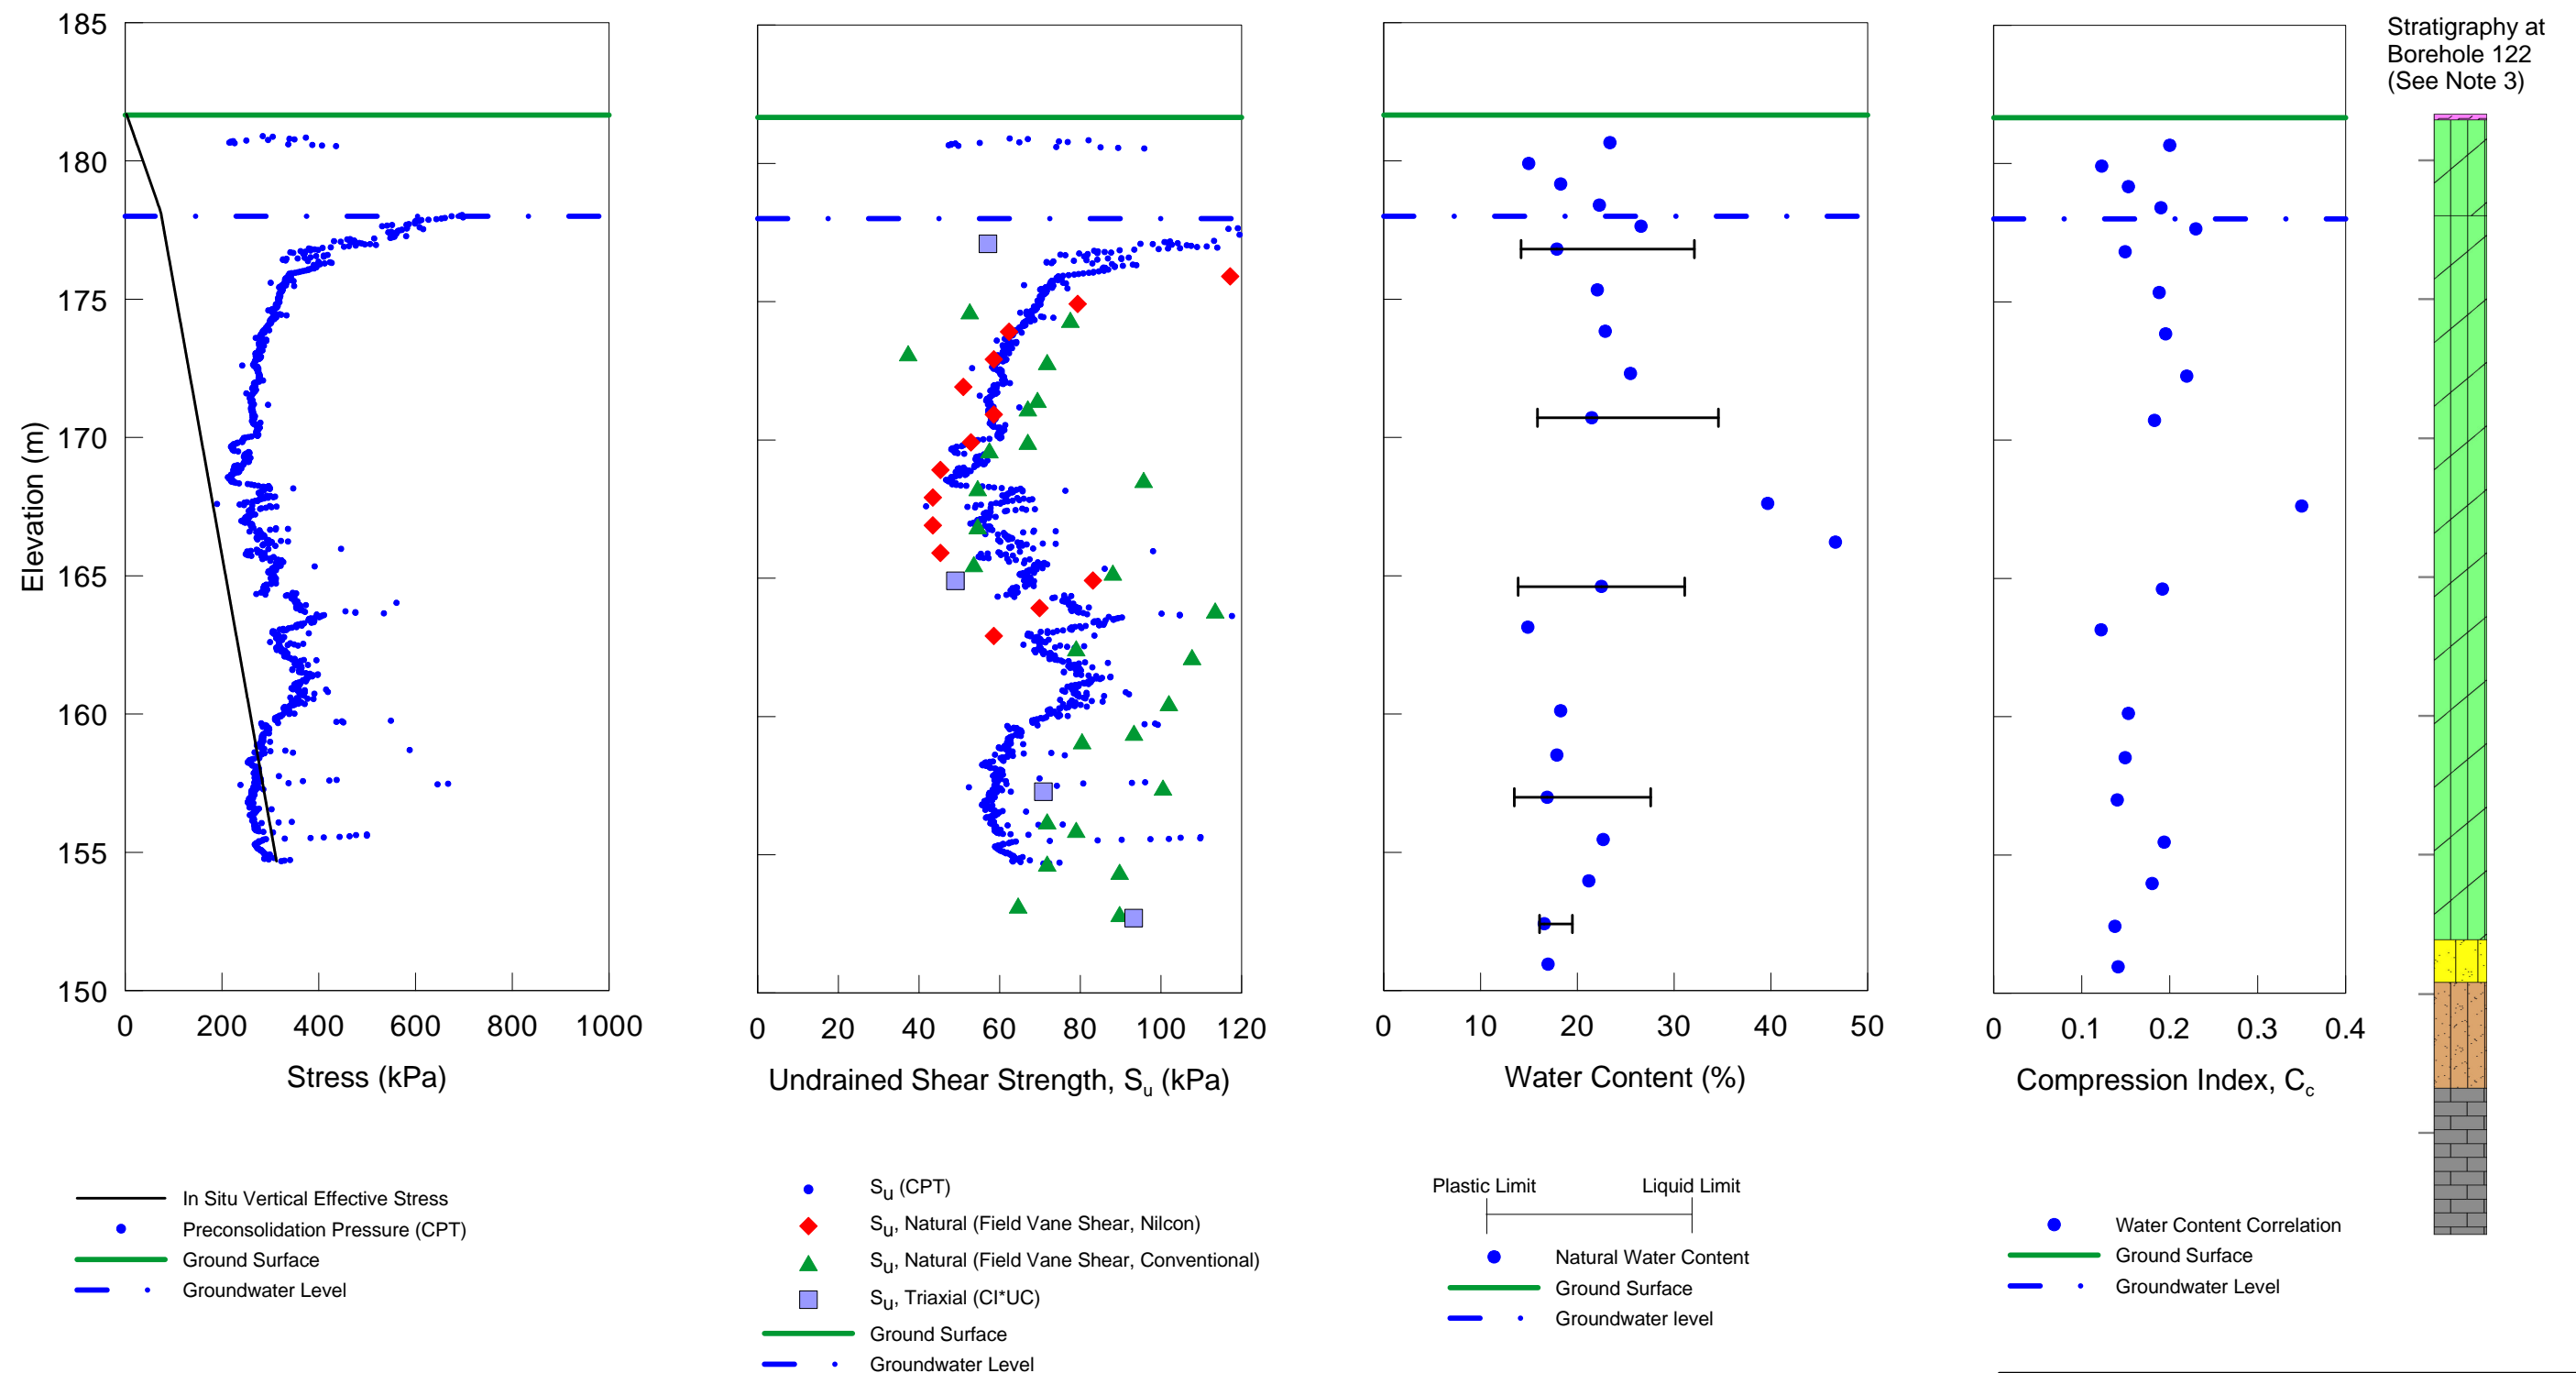 185
180
175
170
165
160
155
150
Elevation (m)
0 200 400 600 800 1000
Stress (kPa)
0 20 40 60 80 100 120
Undrained Shear Strength, Su (kPa)
0 10 20 30 40 50
Water Content (%)
0 0.1 0.2 0.3 0.4
Compression Index, Cc
Stratigraphy at
Borehole 122
(See Note 3)
In Situ Vertical Effective Stress
Preconsolidation Pressure (CPT)
Ground Surface
Groundwater Level
Su (CPT)
Su, Natural (Field Vane Shear, Nilcon)
Su, Natural (Field Vane Shear, Conventional)
Su, Triaxial (CI*UC)
Ground Surface
Groundwater Level
Plastic Limit Liquid Limit
Natural Water Content
Ground Surface
Groundwater level
Water Content Correlation
Ground Surface
Groundwater Level